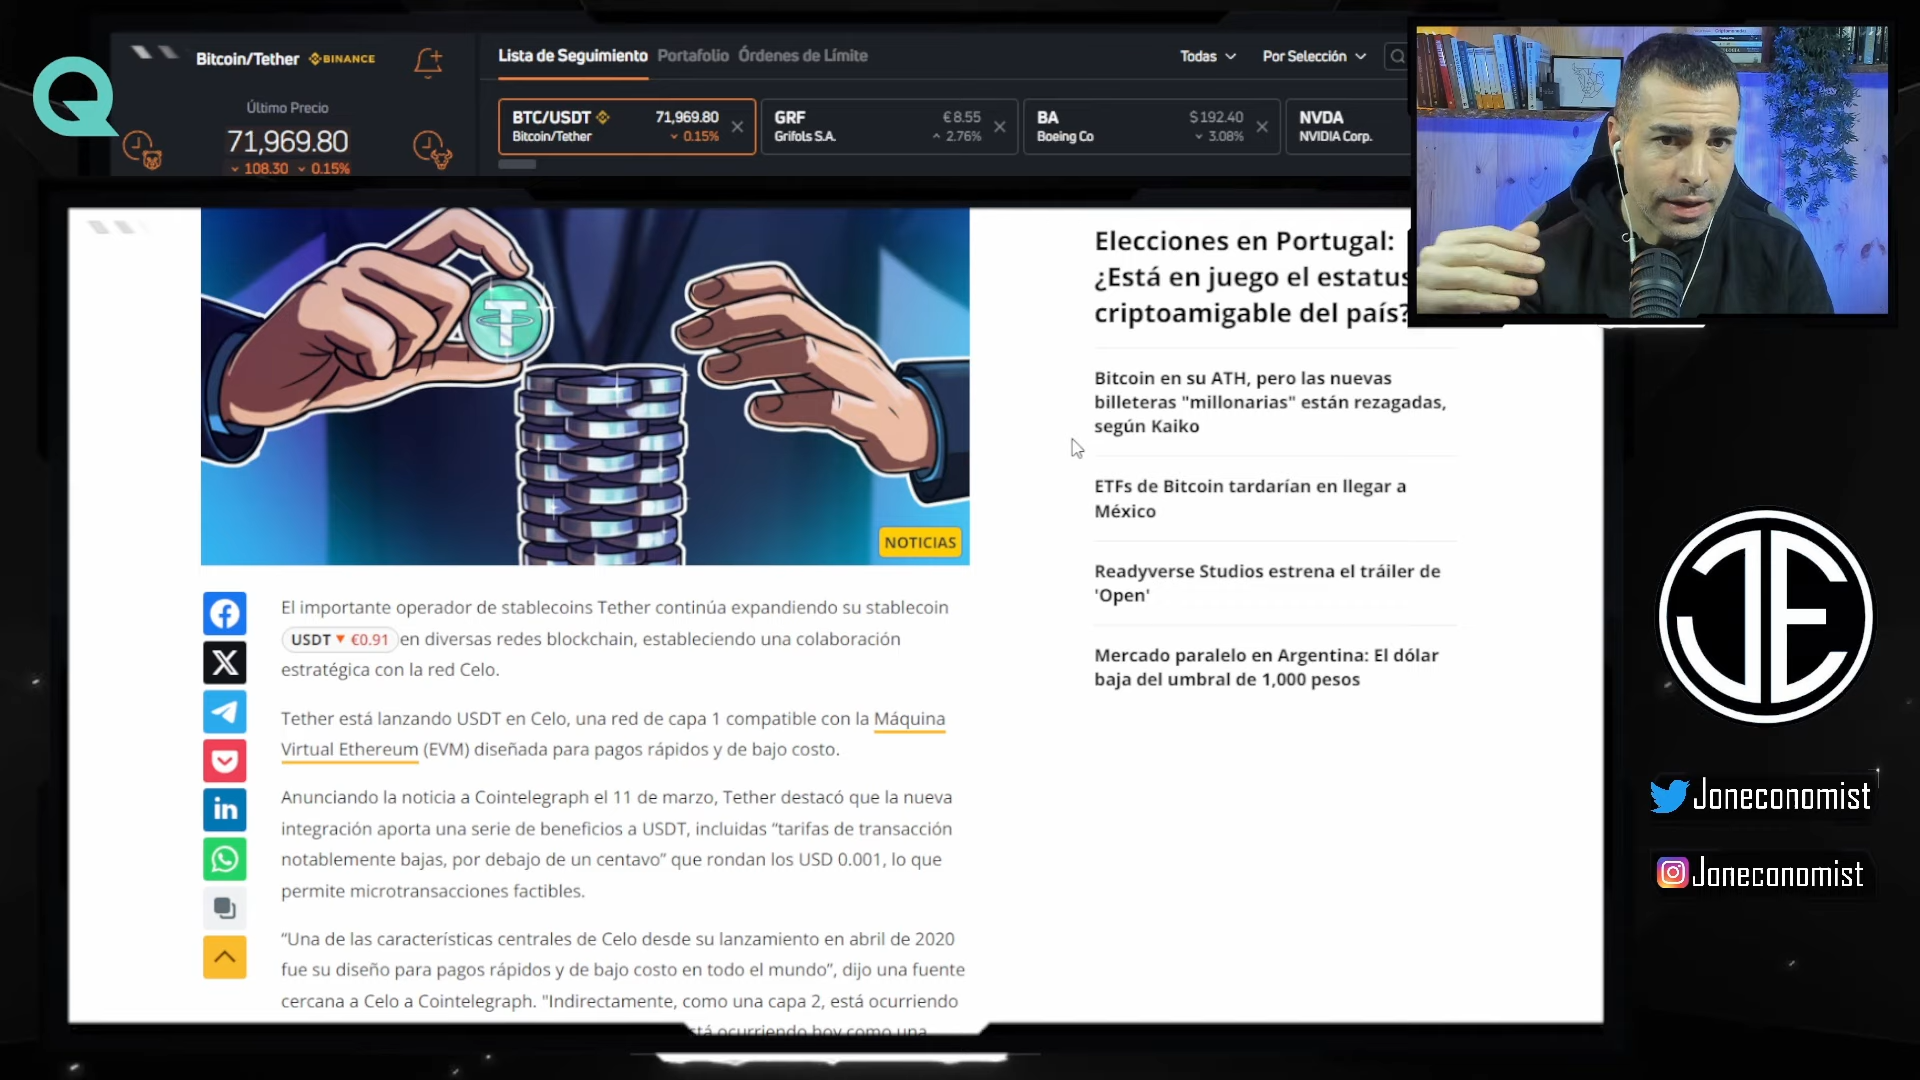 Bitcoin/Tether BINANCE
Último Precio
71,969.80
108.30 0.15%
Lista de Seguimiento Portafolio Órdenes de Límite
Todas Por Selección
BTC/USDT 71,969.80
Bitcoin/Tether 0.15%
GRF €8.55
Grifols S.A. 2.76%
BA $192.40
Boeing Co 3.08%
NVDA
NVIDIA Corp.
NOTICIAS
El importante operador de stablecoins Tether continúa expandiendo su stablecoin
USDT €0.91 en diversas redes blockchain, estableciendo una colaboración
estratégica con la red Celo.
Tether está lanzando USDT en Celo, una red de capa 1 compatible con la Máquina
Virtual Ethereum (EVM) diseñada para pagos rápidos y de bajo costo.
Anunciando la noticia a Cointelegraph el 11 de marzo, Tether destacó que la nueva
integración aporta una serie de beneficios a USDT, incluidas “tarifas de transacción
notablemente bajas, por debajo de un centavo” que rondan los USD 0.001, lo que
permite microtransacciones factibles.
“Una de las características centrales de Celo desde su lanzamiento en abril de 2020
fue su diseño para pagos rápidos y de bajo costo en todo el mundo”, dijo una fuente
cercana a Celo a Cointelegraph. "Indirectamente, como una capa 2, está ocurriendo
ocurriendo hoy como una
Elecciones en Portugal:
¿Está en juego el estatus
criptoamigable del país?
Bitcoin en su ATH, pero las nuevas
billeteras "millonarias" están rezagadas,
según Kaiko
ETFs de Bitcoin tardarían en llegar a
México
Readyverse Studios estrena el tráiler de
'Open'
Mercado paralelo en Argentina: El dólar
baja del umbral de 1,000 pesos
JE
Joneconomist
Joneconomist